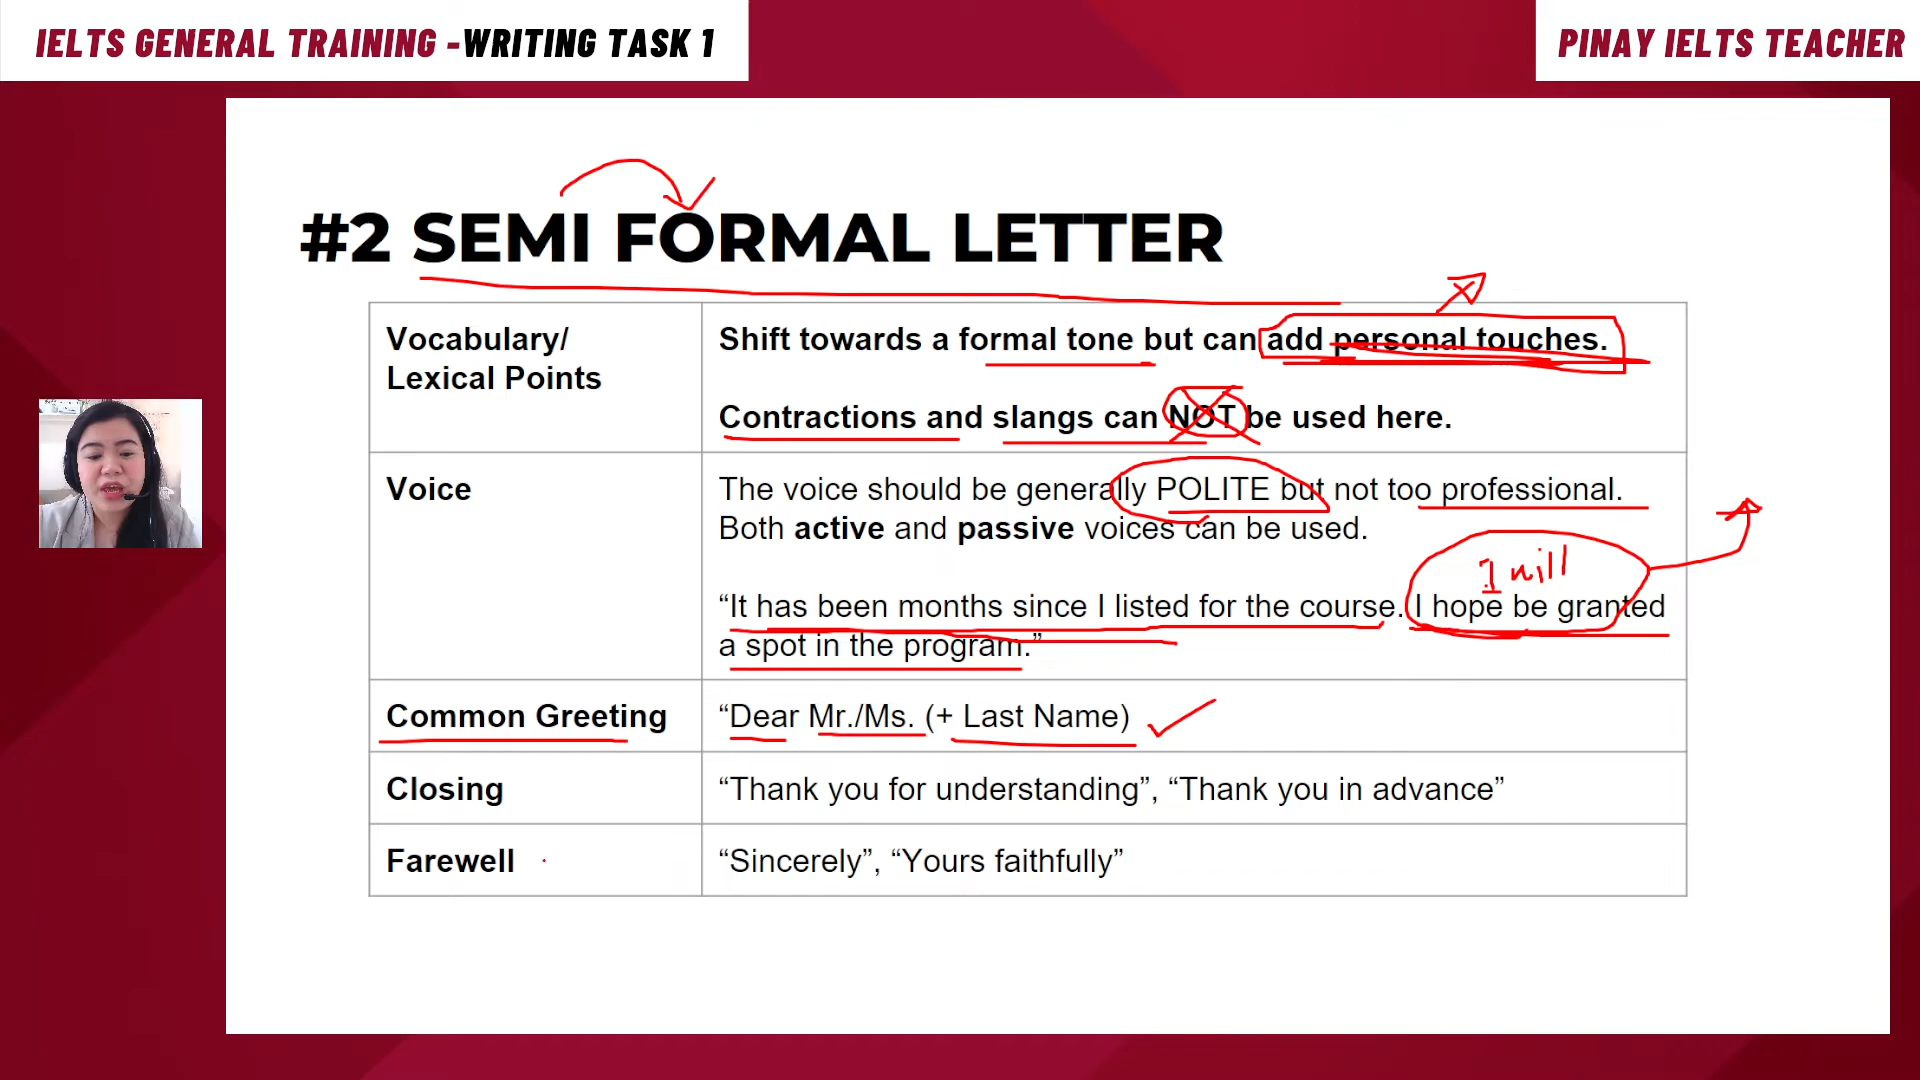 IELTS GENERAL TRAINING -WRITING TASK 1
PINAY IELTS TEACHER
#2 SEMI FORMAL LETTER
Vocabulary/
Lexical Points
Shift towards a formal tone but can add personal touches.
Contractions and slangs can NOT be used here.
Voice
The voice should be generally POLITE but not too professional.
Both active and passive voices can be used.
I will
“It has been months since I listed for the course. I hope be granted
a spot in the program.”
Common Greeting
“Dear Mr./Ms. (+ Last Name)
Closing
“Thank you for understanding”, “Thank you in advance”
Farewell
“Sincerely”, “Yours faithfully”